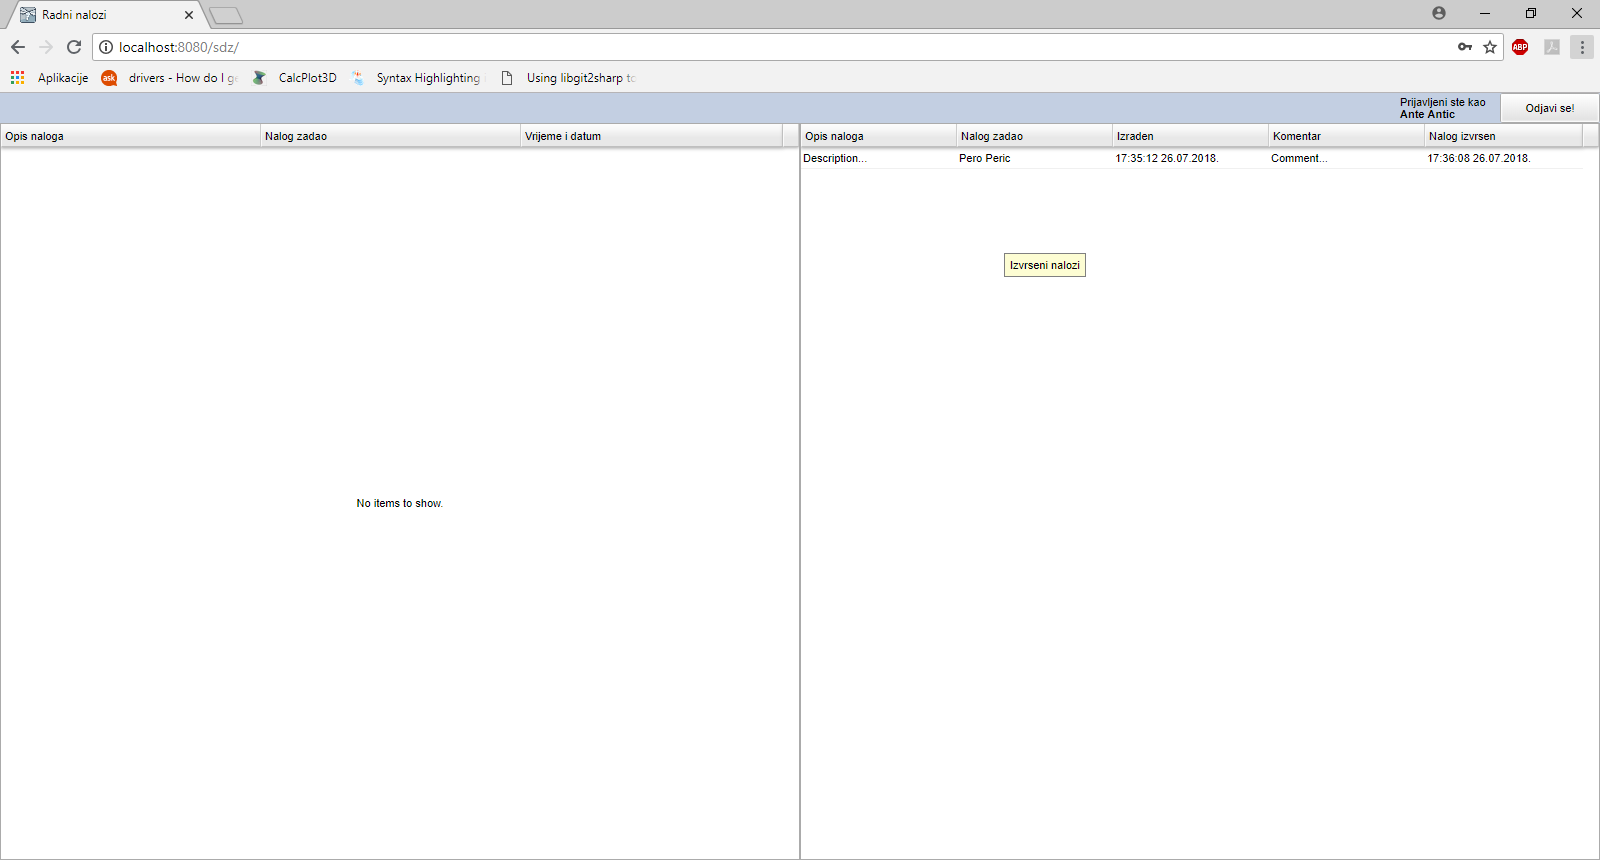 Radni nalozi
localhost:8080/sdz/
ABP
Aplikacije
ask
drivers - How do I
CalcPlot3D
Syntax Highlighting
Using libgit2sharp
Prijavljeni ste kao
Ante Antic
Odjavi se!
Opis naloga Nalog zadao Vrijeme i datum
No items to show.
Opis naloga Nalog zadao Izraden Komentar Nalog izvrsen
Description... Pero Peric 17:35:12 26.07.2018. Comment... 17:36:08 26.07.2018.
Izvrseni nalozi